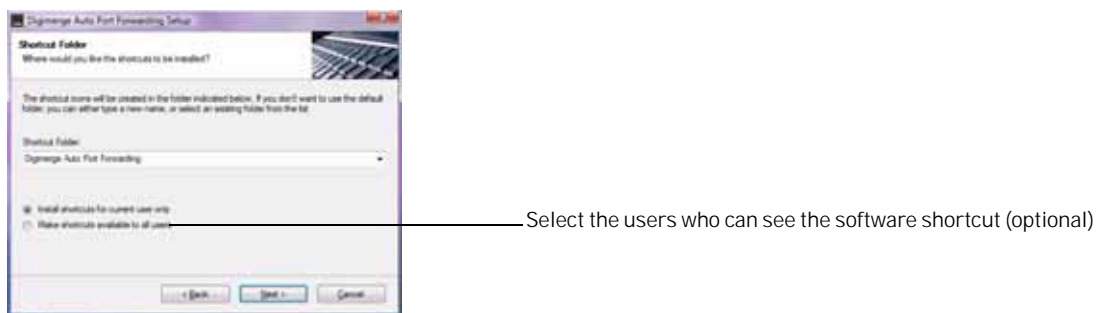 Digimerge Auto Port Forwarding Setup
Shortcut Folder
Where would you like the shortcuts to be installed?
The shortcut icons will be created in the folder indicated below. If you don't want to use the default
folder, you can either type a new name, or select an existing folder from the list.
Shortcut Folder:
Digimerge Auto Port Forwarding
Install shortcuts for current user only
Make shortcuts available to all users
Select the users who can see the software shortcut (optional)
< Back
Next >
Cancel